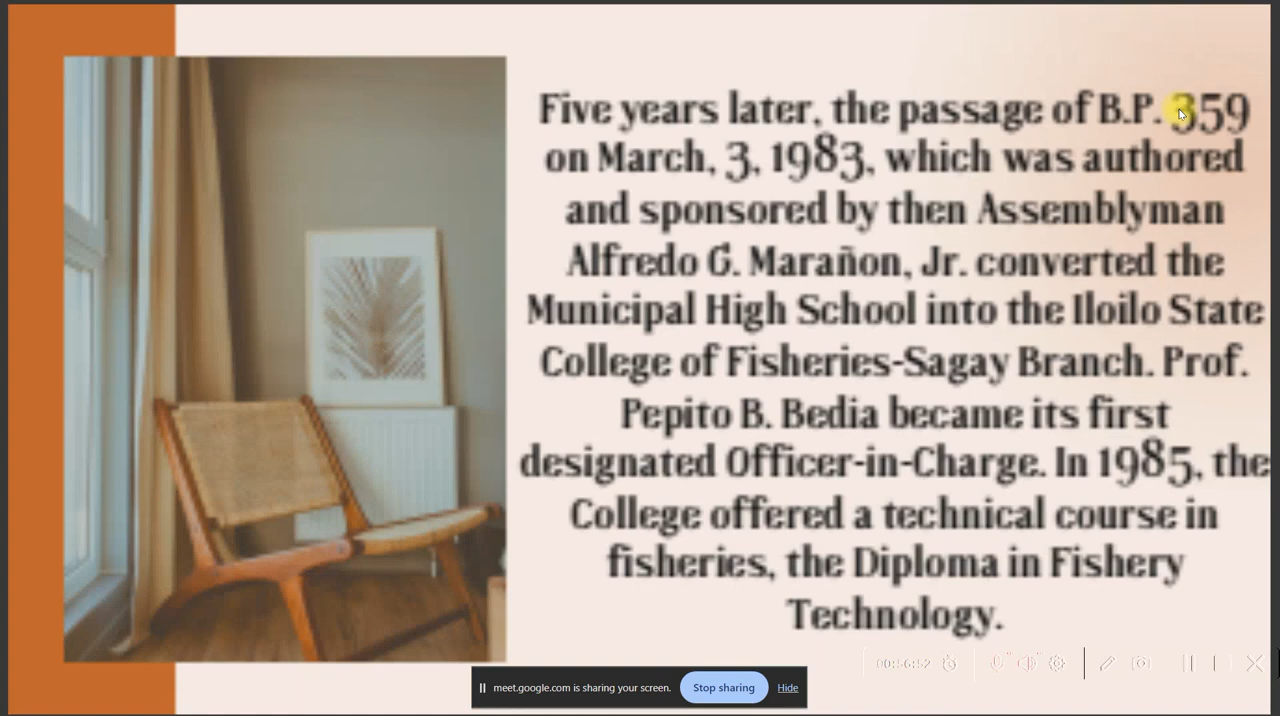 Five years later, the passage of B.P. 359
on March, 3, 1983, which was authored
and sponsored by then Assemblyman
Alfredo G. Marañon, Jr. converted the
Municipal High School into the Iloilo State
College of Fisheries-Sagay Branch. Prof.
Pepito B. Bedia became its first
designated Officer-in-Charge. In 1985, the
College offered a technical course in
fisheries, the Diploma in Fishery
Technology.
meet.google.com is sharing your screen. Stop sharing Hide